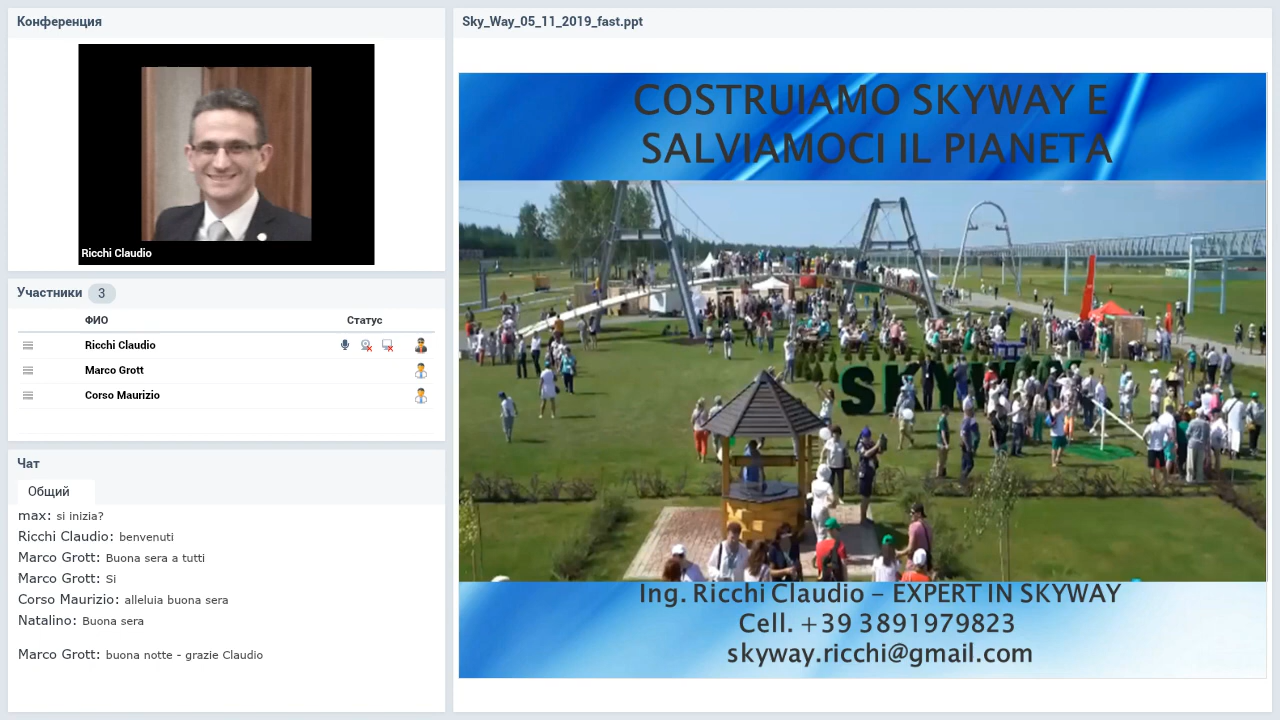 Конференция
Ricchi Claudio
Участники 3
ФИО Статус
Ricchi Claudio
Marco Grott
Corso Maurizio
Чат
Общий
max: si inizia?
Ricchi Claudio: benvenuti
Marco Grott: Buona sera a tutti
Marco Grott: Si
Corso Maurizio: alleluia buona sera
Natalino: Buona sera
Marco Grott: buona notte - grazie Claudio
Sky_Way_05_11_2019_fast.ppt
COSTRUIAMO SKYWAY E
SALVIAMOCI IL PIANETA
SKYWAY
Ing. Ricchi Claudio – EXPERT IN SKYWAY
Cell. +39 3891979823
skyway.ricchi@gmail.com